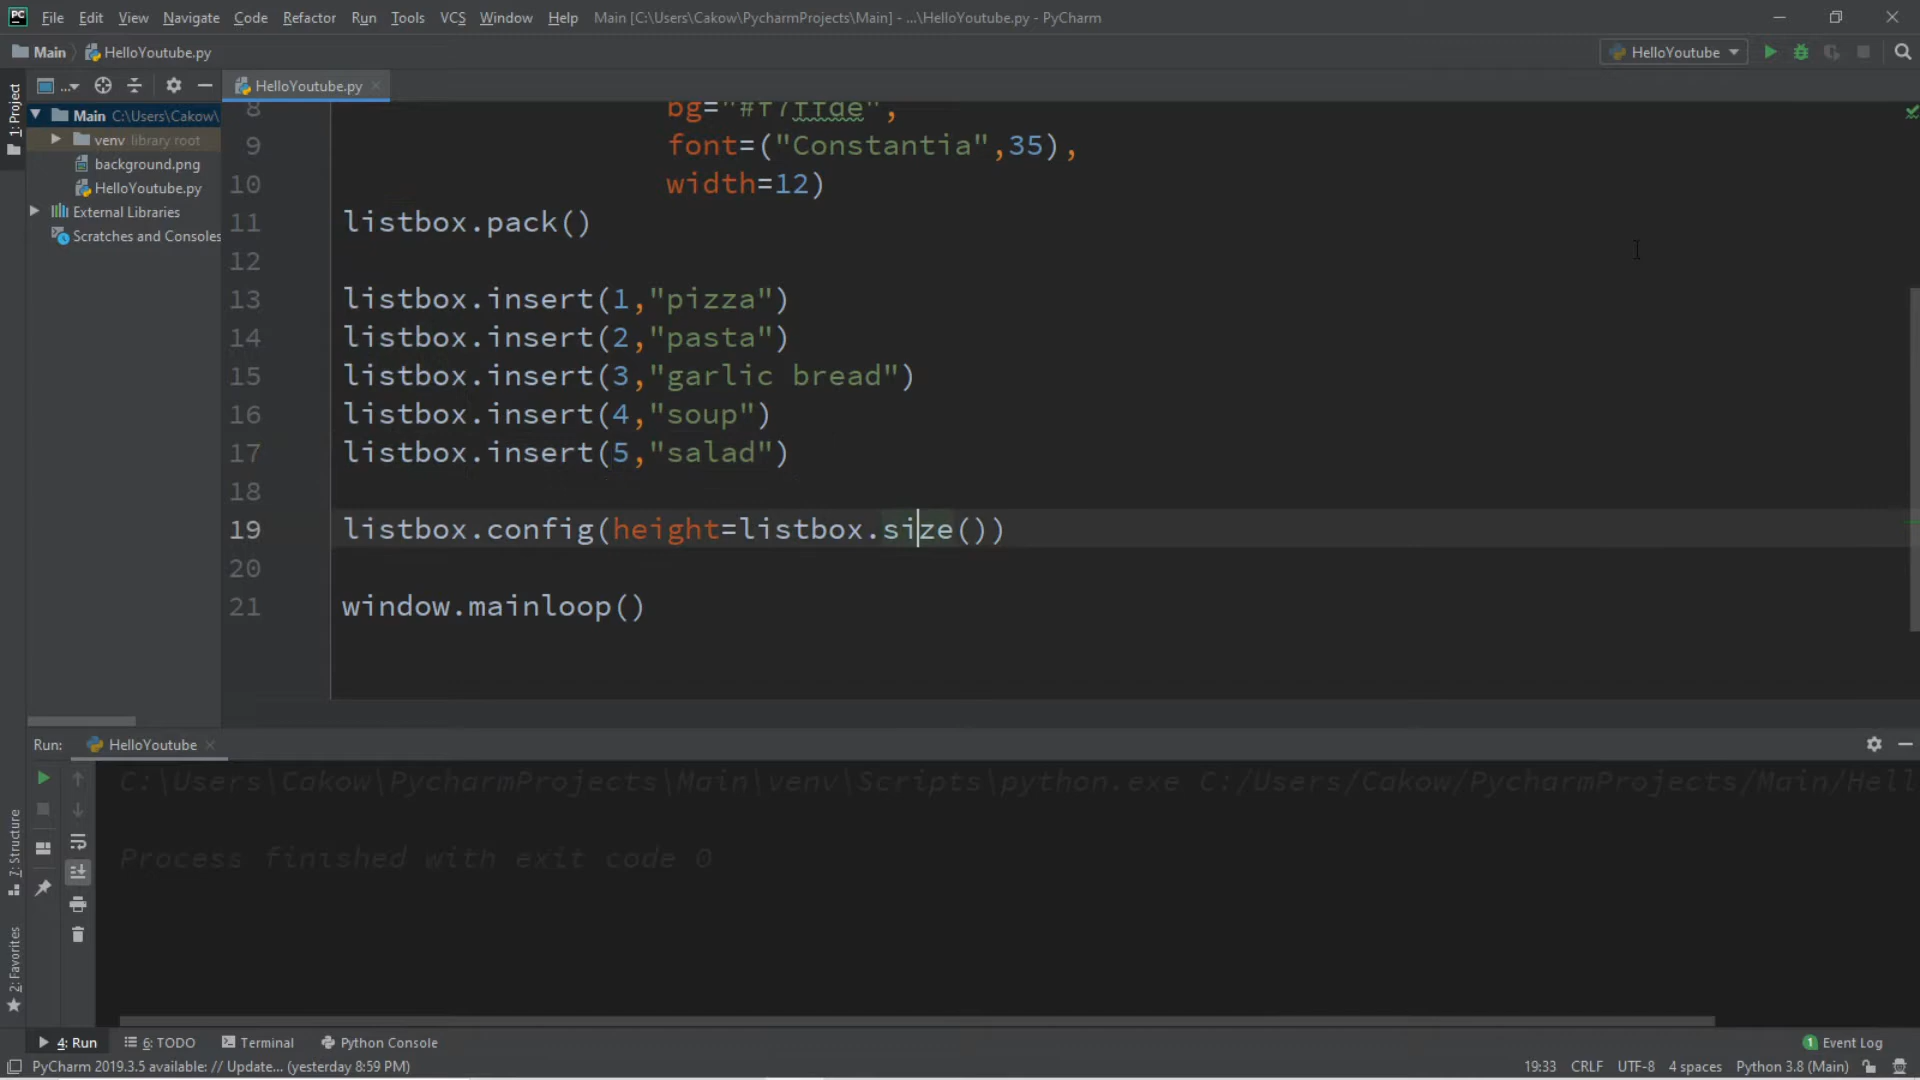 PC File Edit View Navigate Code Refactor Run Tools VCS Window Help Main [C:\Users\Cakow\PycharmProjects\Main] - ...\HelloYoutube.py - PyCharm
Main HelloYoutube.py HelloYoutube
... HelloYoutube.py
1: Project
Main C:\Users\Cakow\
venv library root
background.png
HelloYoutube.py
External Libraries
Scratches and Consoles
8 bg="#f7ffde",
9 font=("Constantia",35),
10 width=12)
11 listbox.pack()
12
13 listbox.insert(1,"pizza")
14 listbox.insert(2,"pasta")
15 listbox.insert(3,"garlic bread")
16 listbox.insert(4,"soup")
17 listbox.insert(5,"salad")
18
19 listbox.config(height=listbox.size())
20
21 window.mainloop()
Run: HelloYoutube
C:\Users\Cakow\PycharmProjects\Main\venv\Scripts\python.exe C:/Users/Cakow/PycharmProjects/Main/Hell
Process finished with exit code 0
7: Structure
2: Favorites
4: Run 6: TODO Terminal Python Console 1 Event Log
PyCharm 2019.3.5 available: // Update... (yesterday 8:59 PM) 19:33 CRLF UTF-8 4 spaces Python 3.8 (Main)